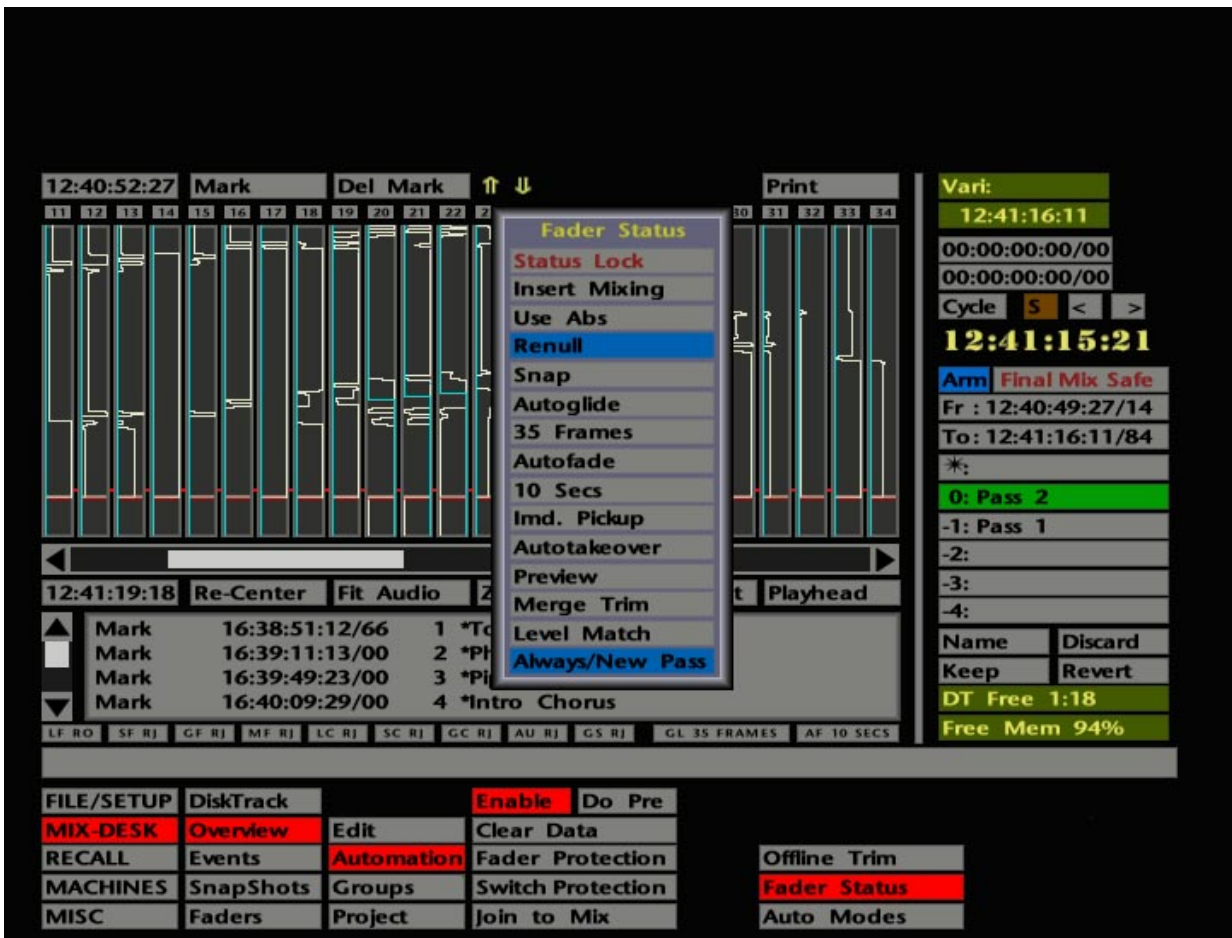 12:40:52:27 Mark Del Mark ⇑ ⇓ Print
11 12 13 14 15 16 17 18 19 20 21 22 2 30 31 32 33 34
Fader Status
Status Lock
Insert Mixing
Use Abs
Renull
Snap
Autoglide
35 Frames
Autofade
10 Secs
Imd. Pickup
Autotakeover
Preview
Merge Trim
Level Match
Always/New Pass
12:41:19:18 Re-Center Fit Audio Z t Playhead
Mark 16:38:51:12/66 1 *To
Mark 16:39:11:13/00 2 *Ph
Mark 16:39:49:23/00 3 *Pi
Mark 16:40:09:29/00 4 *Intro Chorus
LF RO SF RJ GF RJ MF RJ LC RJ SC RJ GC RJ AU RJ GS RJ GL 35 FRAMES AF 10 SECS
Vari:
12:41:16:11
00:00:00:00/00
00:00:00:00/00
Cycle S < >
12:41:15:21
Arm Final Mix Safe
Fr : 12:40:49:27/14
To: 12:41:16:11/84
*:
0: Pass 2
-1: Pass 1
-2:
-3:
-4:
Name Discard
Keep Revert
DT Free 1:18
Free Mem 94%
FILE/SETUP DiskTrack Enable Do Pre
MIX-DESK Overview Edit Clear Data
RECALL Events Automation Fader Protection Offline Trim
MACHINES SnapShots Groups Switch Protection Fader Status
MISC Faders Project Join to Mix Auto Modes